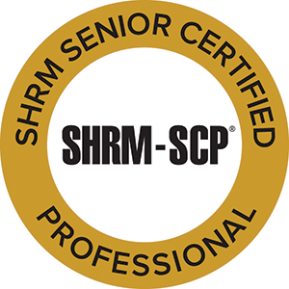 SHRM SENIOR CERTIFIED
SHRM-SCP®
PROFESSIONAL